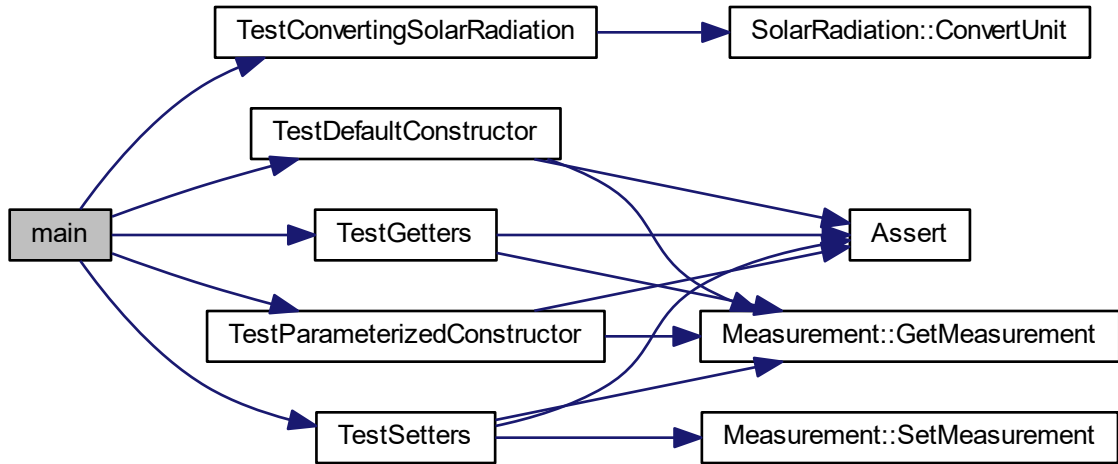 main
TestConvertingSolarRadiation
SolarRadiation::ConvertUnit
TestDefaultConstructor
TestGetters
Assert
TestParameterizedConstructor
Measurement::GetMeasurement
TestSetters
Measurement::SetMeasurement